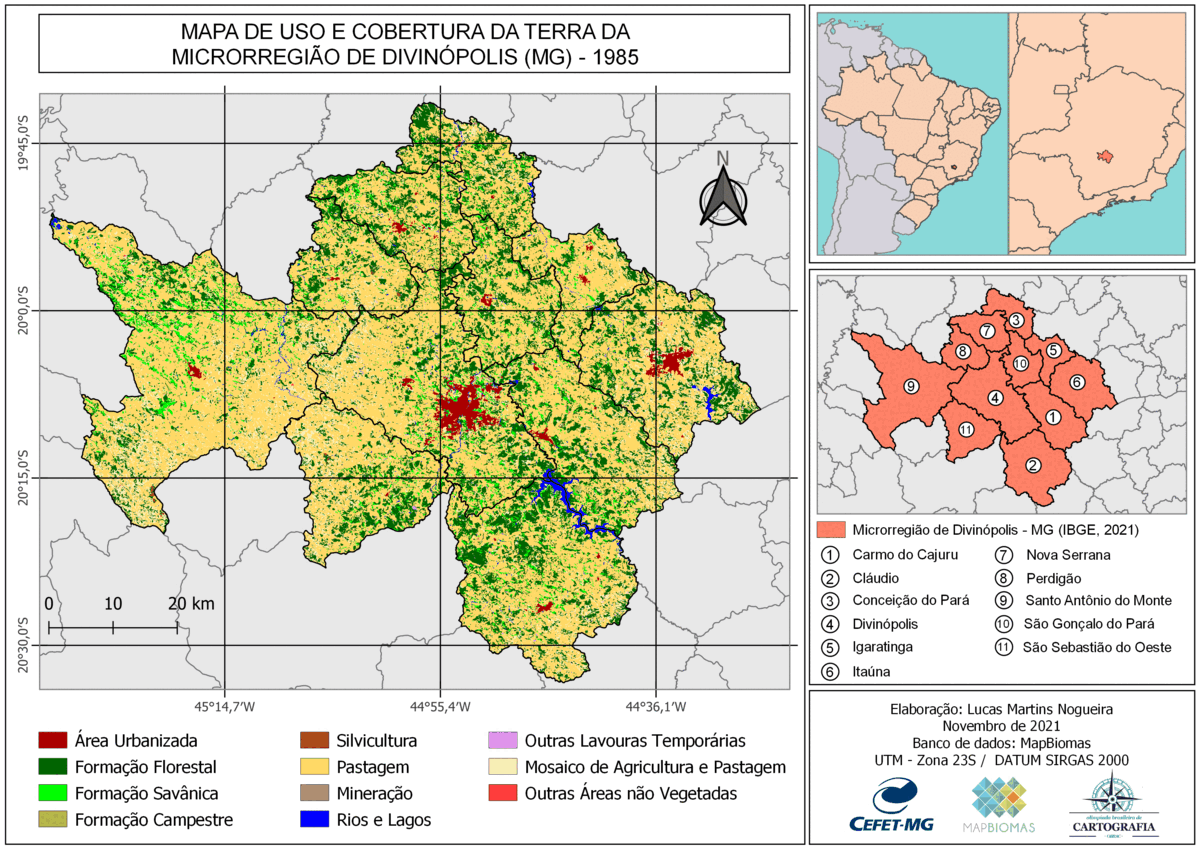 MAPA DE USO E COBERTURA DA TERRA DA
MICRORREGIÃO DE DIVINÓPOLIS (MG) - 1985
N
19°45,0'S
20°0,0'S
20°15,0'S
20°30,0'S
0 10 20 km
45°14,7'W 44°55,4'W 44°36,1'W
Área Urbanizada
Formação Florestal
Formação Savânica
Formação Campestre
Silvicultura
Pastagem
Mineração
Rios e Lagos
Outras Lavouras Temporárias
Mosaico de Agricultura e Pastagem
Outras Áreas não Vegetadas
3
7
8
5
10
6
9
4
1
11
2
Microrregião de Divinópolis - MG (IBGE, 2021)
1 Carmo do Cajuru
2 Cláudio
3 Conceição do Pará
4 Divinópolis
5 Igaratinga
6 Itaúna
7 Nova Serrana
8 Perdigão
9 Santo Antônio do Monte
10 São Gonçalo do Pará
11 São Sebastião do Oeste
Elaboração: Lucas Martins Nogueira
Novembro de 2021
Banco de dados: MapBiomas
UTM - Zona 23S / DATUM SIRGAS 2000
CEFET-MG
MAPBIOMAS
olimpíada brasileira de
CARTOGRAFIA